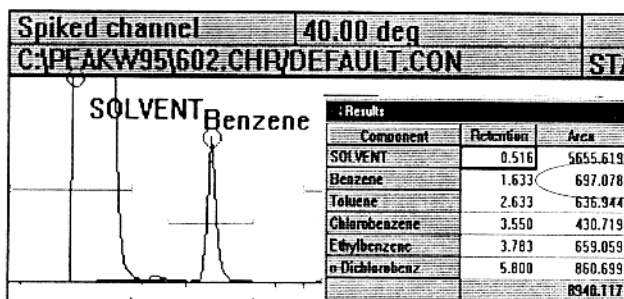 Spiked channel 40.00 deg
C:\PEAKW95\602.CHR/DEFAULT.CON STA
SOLVENT
Benzene
: Results
Component Retention Area
SOLVENT 0.516 5655.619
Benzene 1.633 697.078
Toluene 2.633 636.944
Chlorobenzene 3.550 430.719
Ethylbenzene 3.783 659.059
o-Dichlorobenz 5.800 860.699
8940.117